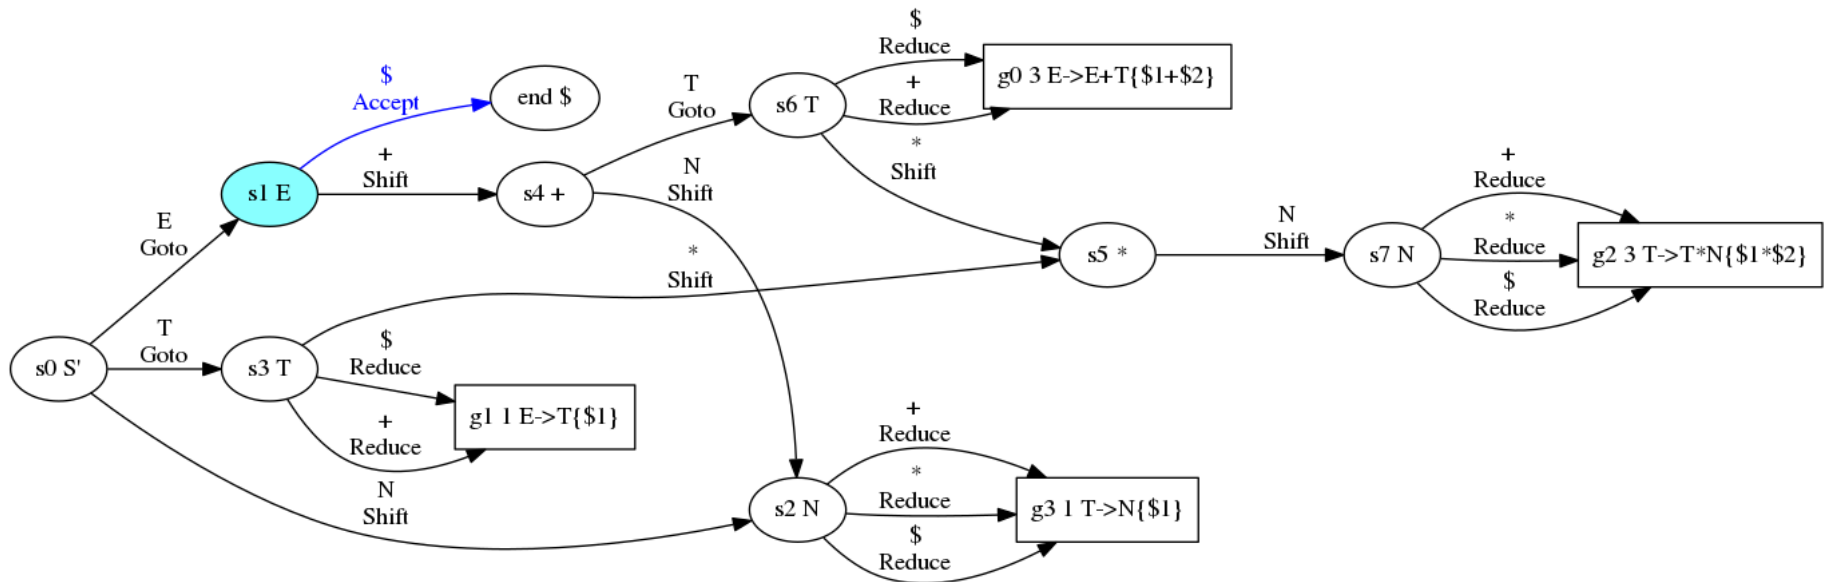 $
Reduce
g0 3 E->E+T{$1+$2}
+
Reduce
$
Accept
end $
T
Goto
s6 T
*
Shift
+
Shift
s1 E
s4 +
N
Shift
+
Reduce
E
Goto
*
Shift
s5 *
N
Shift
s7 N
*
Reduce
g2 3 T->T*N{$1*$2}
$
Reduce
s0 S'
T
Goto
s3 T
$
Reduce
g1 1 E->T{$1}
+
Reduce
+
Reduce
N
Shift
s2 N
*
Reduce
g3 1 T->N{$1}
$
Reduce